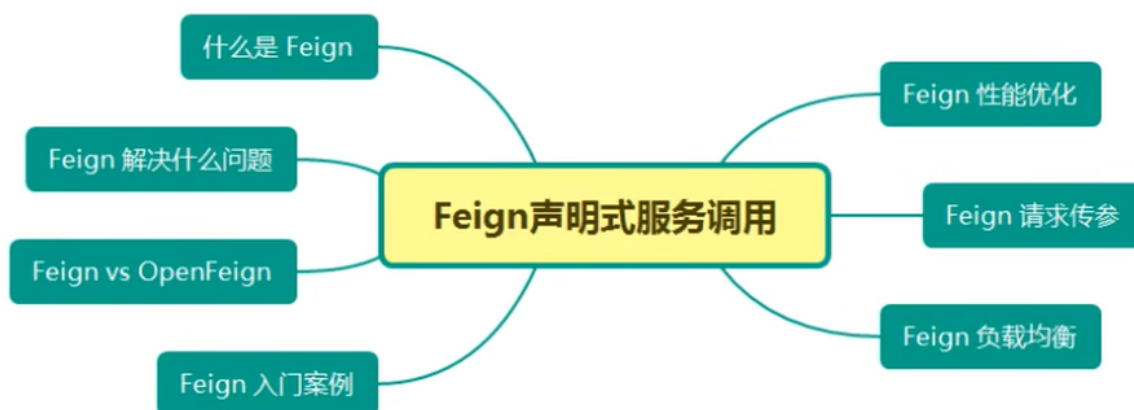 什么是 Feign
Feign 解决什么问题
Feign vs OpenFeign
Feign 入门案例
Feign声明式服务调用
Feign 性能优化
Feign 请求传参
Feign 负载均衡